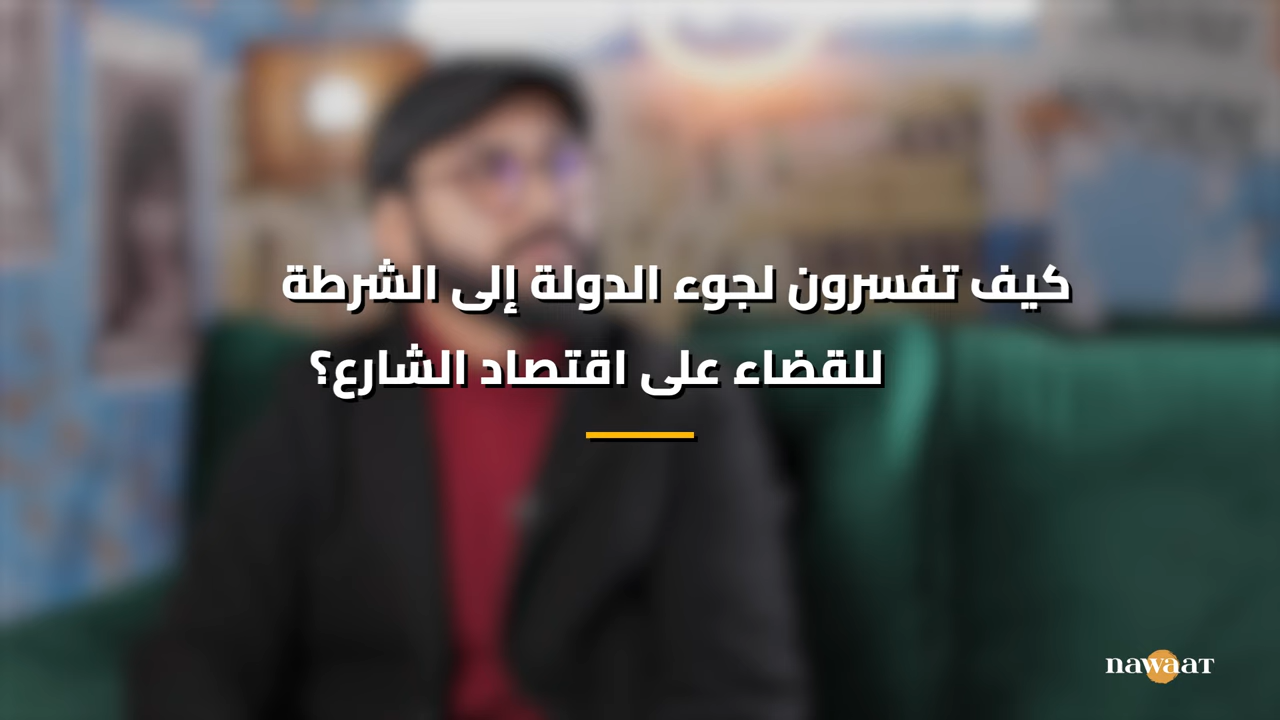 كيف تفسرون لجوء الدولة إلى الشرطة
للقضاء على اقتصاد الشارع؟
nawaat